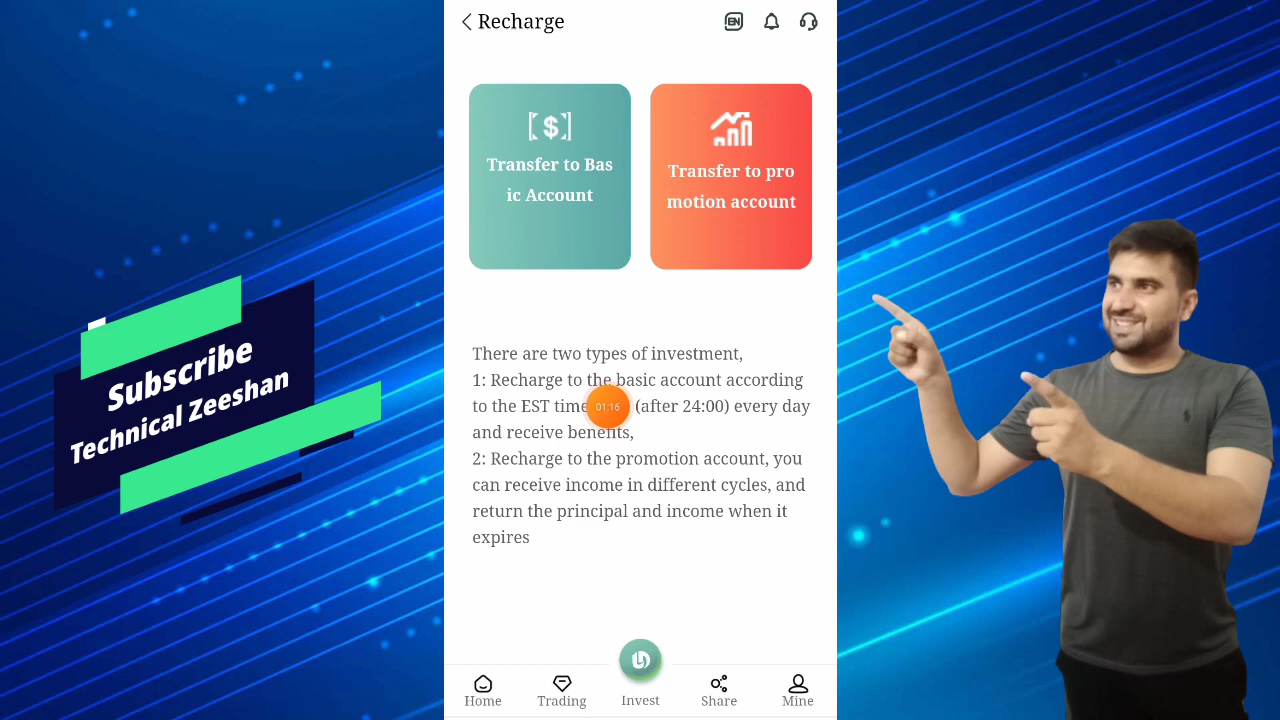 Recharge
EN
$
Transfer to Bas
ic Account
Transfer to pro
motion account
Subscribe
Technical Zeeshan
There are two types of investment,
1: Recharge to the basic account according
to the EST time (after 24:00) every day
and receive benefits,
2: Recharge to the promotion account, you
can receive income in different cycles, and
return the principal and income when it
expires
01:16
Home
Trading
Invest
Share
Mine